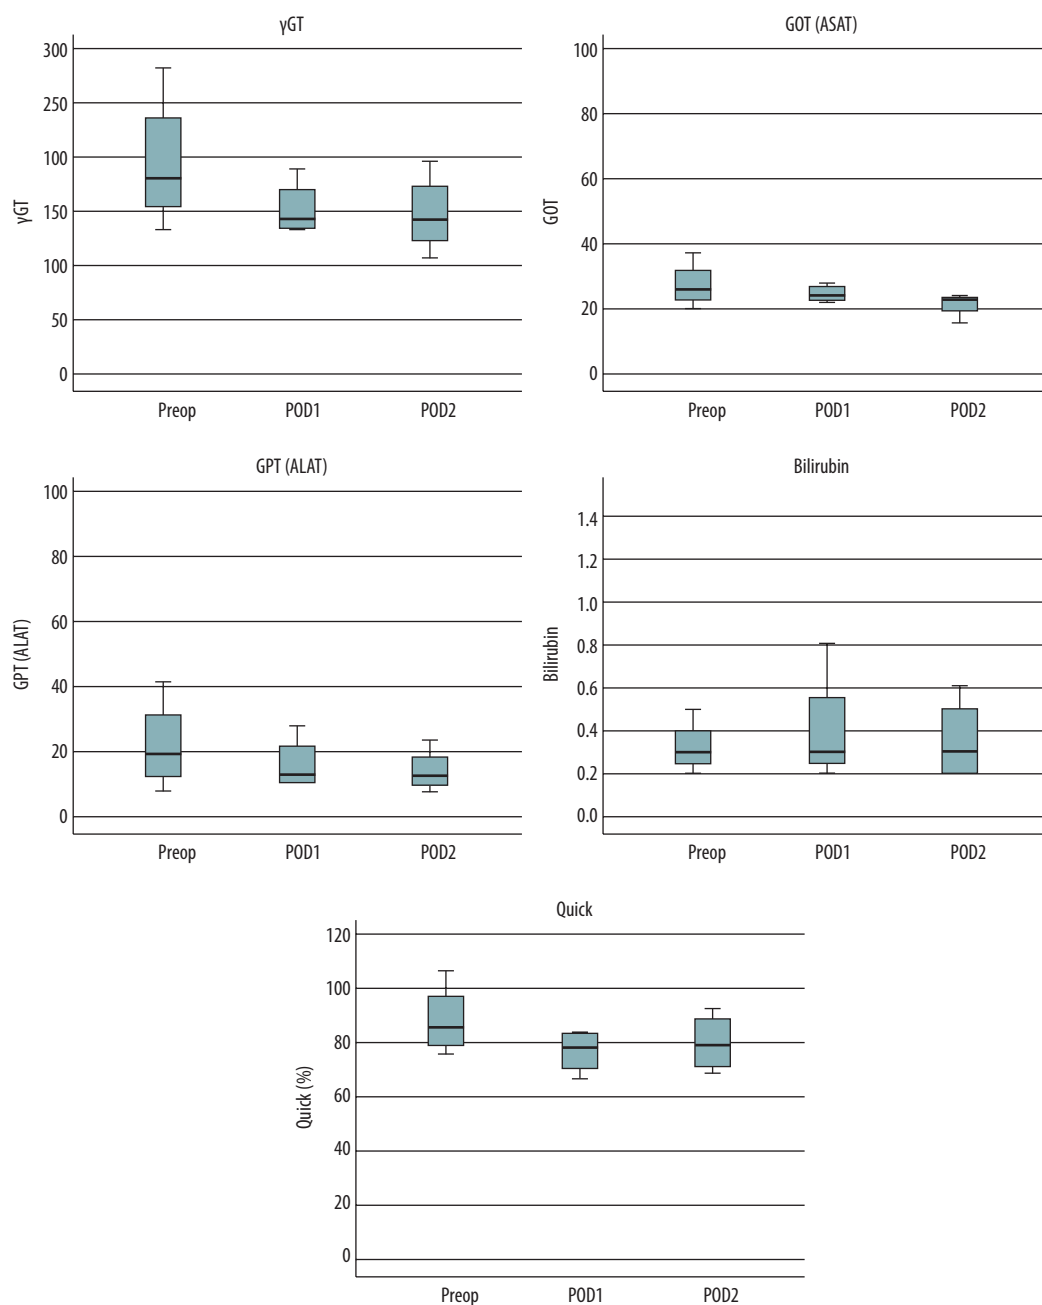 γGT
300
250
100
150
100
50
0
γGT
Preop POD1 POD2
GOT (ASAT)
100
80
60
40
20
0
GOT
Preop POD1 POD2
GPT (ALAT)
100
80
60
40
20
0
GPT (ALAT)
Preop POD1 POD2
Bilirubin
1.4
1.2
1.0
0.8
0.6
0.4
0.2
0.0
Bilirubin
Preop POD1 POD2
Quick
120
100
80
60
40
20
0
Quick (%)
Preop POD1 POD2